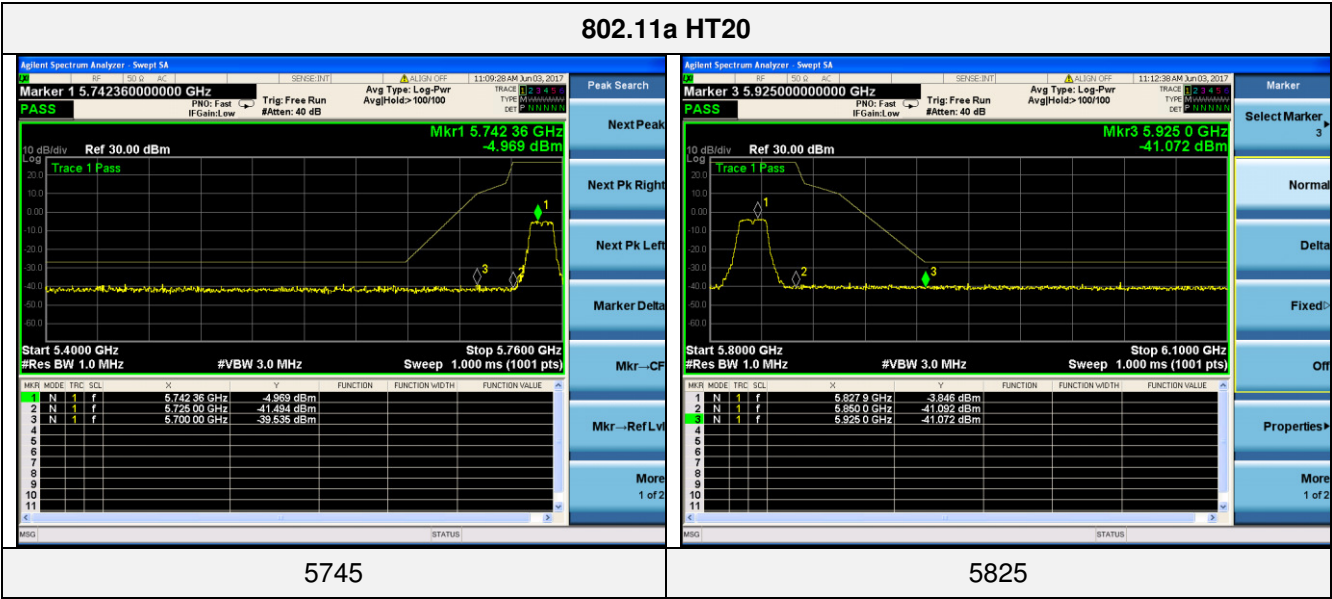 802.11a HT20
Agilent Spectrum Analyzer - Swept SA
RF 50 Ω AC SENSE:INT ALIGN OFF 11:09:28 AM Jun 03, 2017
Marker 1 5.742360000000 GHz
PNO: Fast
IFGain:Low
Trig: Free Run
#Atten: 40 dB
Avg Type: Log-Pwr
Avg|Hold:>100/100
TRACE 1 2 3 4 5 6
TYPE M
DET P N N N N N
PASS
Mkr1 5.742 36 GHz
-4.969 dBm
10 dB/div Ref 30.00 dBm
Log
Trace 1 Pass
20.0
10.0
0.00
-10.0
-20.0
-30.0
-40.0
-50.0
-60.0
1
2
3
Start 5.4000 GHz Stop 5.7600 GHz
#Res BW 1.0 MHz #VBW 3.0 MHz Sweep 1.000 ms (1001 pts)
MKR MODE TRC SCL X Y FUNCTION FUNCTION WIDTH FUNCTION VALUE
1 N 1 f 5.742 36 GHz -4.969 dBm
2 N 1 f 5.725 00 GHz -41.494 dBm
3 N 1 f 5.700 00 GHz -39.535 dBm
4
5
6
7
8
9
10
11
MSG STATUS
Peak Search
Next Peak
Next Pk Right
Next Pk Left
Marker Delta
Mkr→CF
Mkr→Ref Lvl
More
1 of 2
Agilent Spectrum Analyzer - Swept SA
RF 50 Ω AC SENSE:INT ALIGN OFF 11:12:38 AM Jun 03, 2017
Marker 3 5.925000000000 GHz
PNO: Fast
IFGain:Low
Trig: Free Run
#Atten: 40 dB
Avg Type: Log-Pwr
Avg|Hold:>100/100
TRACE 1 2 3 4 5 6
TYPE M
DET P N N N N N
PASS
Mkr3 5.925 0 GHz
-41.072 dBm
10 dB/div Ref 30.00 dBm
Log
Trace 1 Pass
20.0
10.0
0.00
-10.0
-20.0
-30.0
-40.0
-50.0
-60.0
1
2
3
Start 5.8000 GHz Stop 6.1000 GHz
#Res BW 1.0 MHz #VBW 3.0 MHz Sweep 1.000 ms (1001 pts)
MKR MODE TRC SCL X Y FUNCTION FUNCTION WIDTH FUNCTION VALUE
1 N 1 f 5.827 9 GHz -3.846 dBm
2 N 1 f 5.850 0 GHz -41.092 dBm
3 N 1 f 5.925 0 GHz -41.072 dBm
4
5
6
7
8
9
10
11
MSG STATUS
Marker
Select Marker
3
Normal
Delta
Fixed
Off
Properties
More
1 of 2
5745 5825